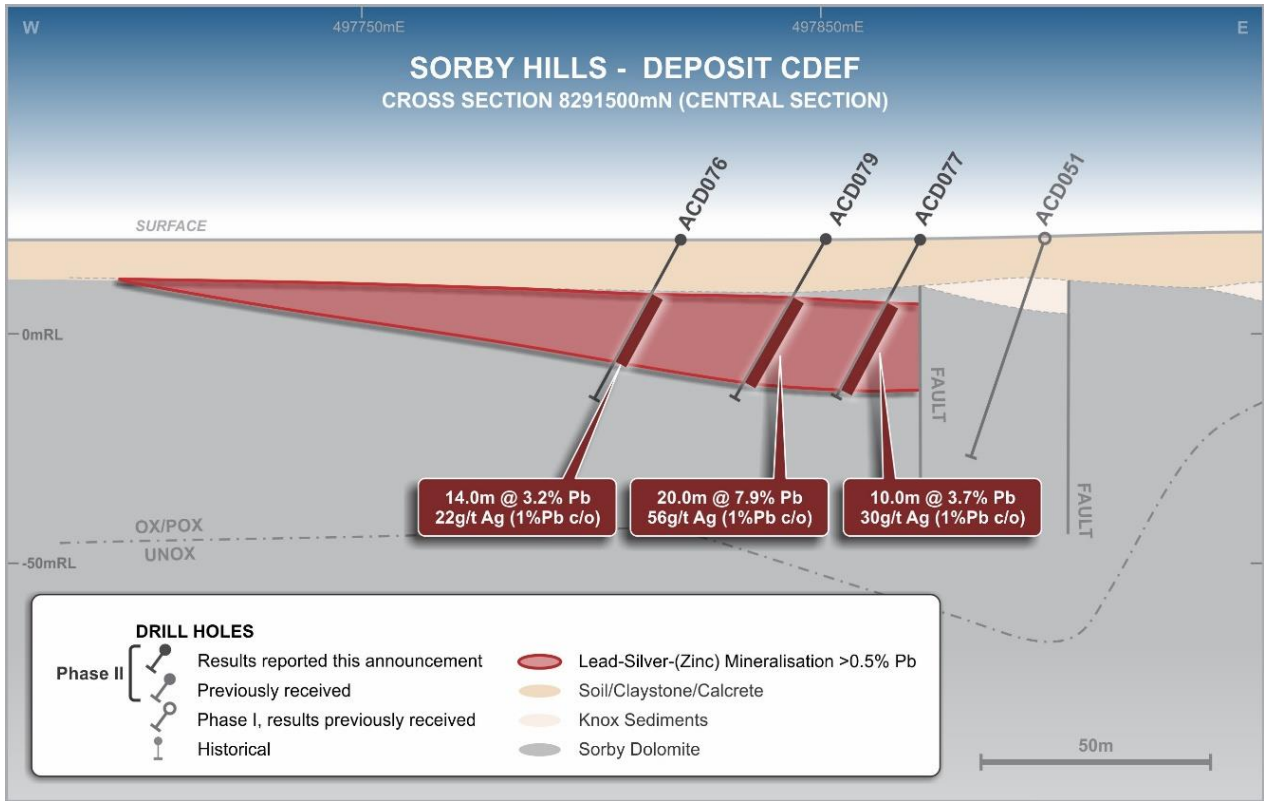 W
497750mE
497850mE
E
SORBY HILLS - DEPOSIT CDEF
CROSS SECTION 8291500mN (CENTRAL SECTION)
ACD076
ACD079
ACD077
ACD051
SURFACE
0mRL
FAULT
FAULT
14.0m @ 3.2% Pb
22g/t Ag (1%Pb c/o)
20.0m @ 7.9% Pb
56g/t Ag (1%Pb c/o)
10.0m @ 3.7% Pb
30g/t Ag (1%Pb c/o)
OX/POX
UNOX
-50mRL
DRILL HOLES
Phase II
Results reported this announcement
Previously received
Phase I, results previously received
Historical
Lead-Silver-(Zinc) Mineralisation >0.5% Pb
Soil/Claystone/Calcrete
Knox Sediments
Sorby Dolomite
50m